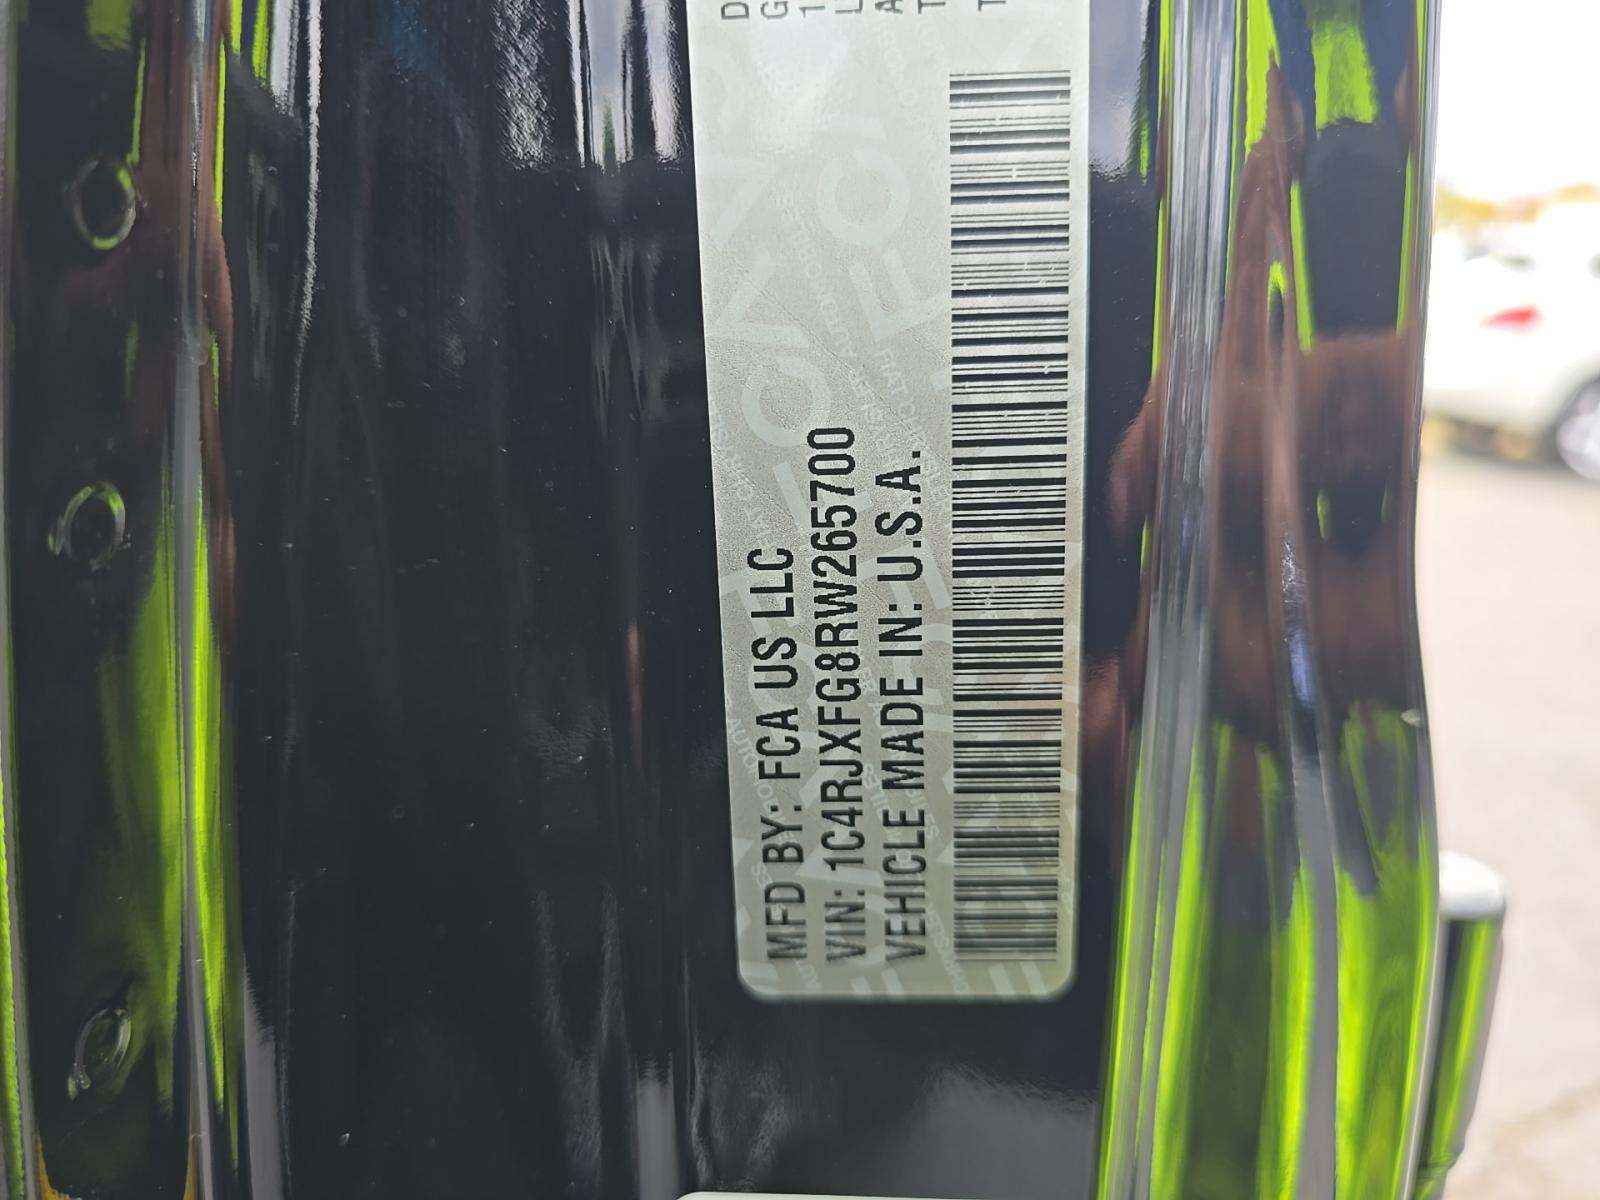 MFD BY: FCA US LLC
VIN: 1C4RJXFG8RW265700
VEHICLE MADE IN: U.S.A.